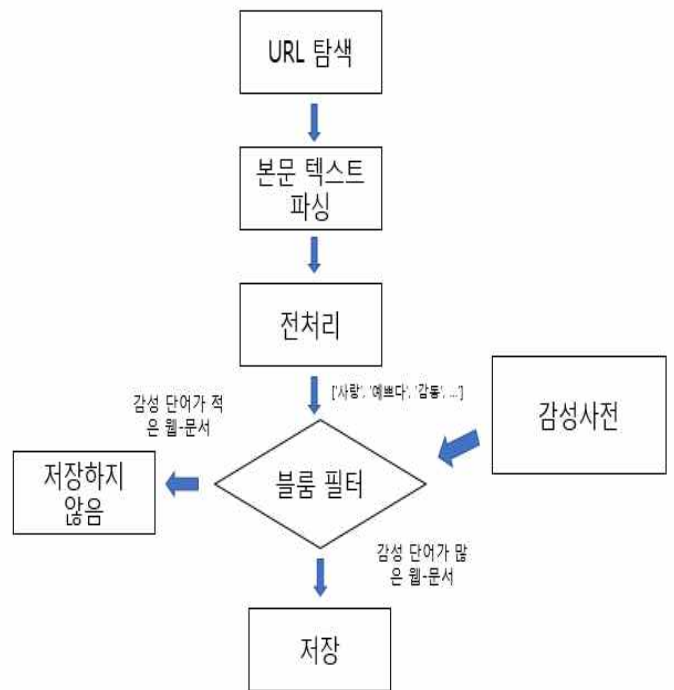 URL 탐색
본문 텍스트
파싱
전처리
['사랑', '예쁘다', '감동', ...]
감성사전
감성 단어가 적
은 웹-문서
블룸 필터
저장하지
않음
감성 단어가 많
은 웹-문서
저장